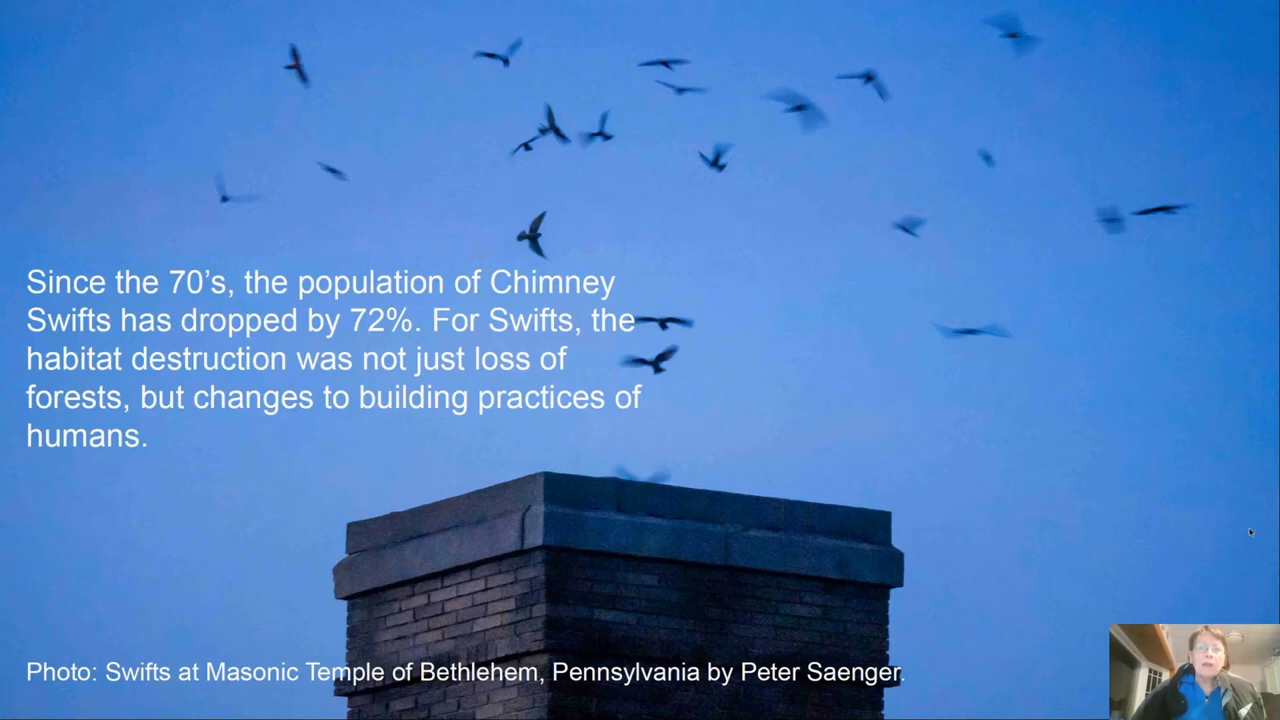 Since the 70’s, the population of Chimney
Swifts has dropped by 72%. For Swifts, the
habitat destruction was not just loss of
forests, but changes to building practices of
humans.
Photo: Swifts at Masonic Temple of Bethlehem, Pennsylvania by Peter Saenger.